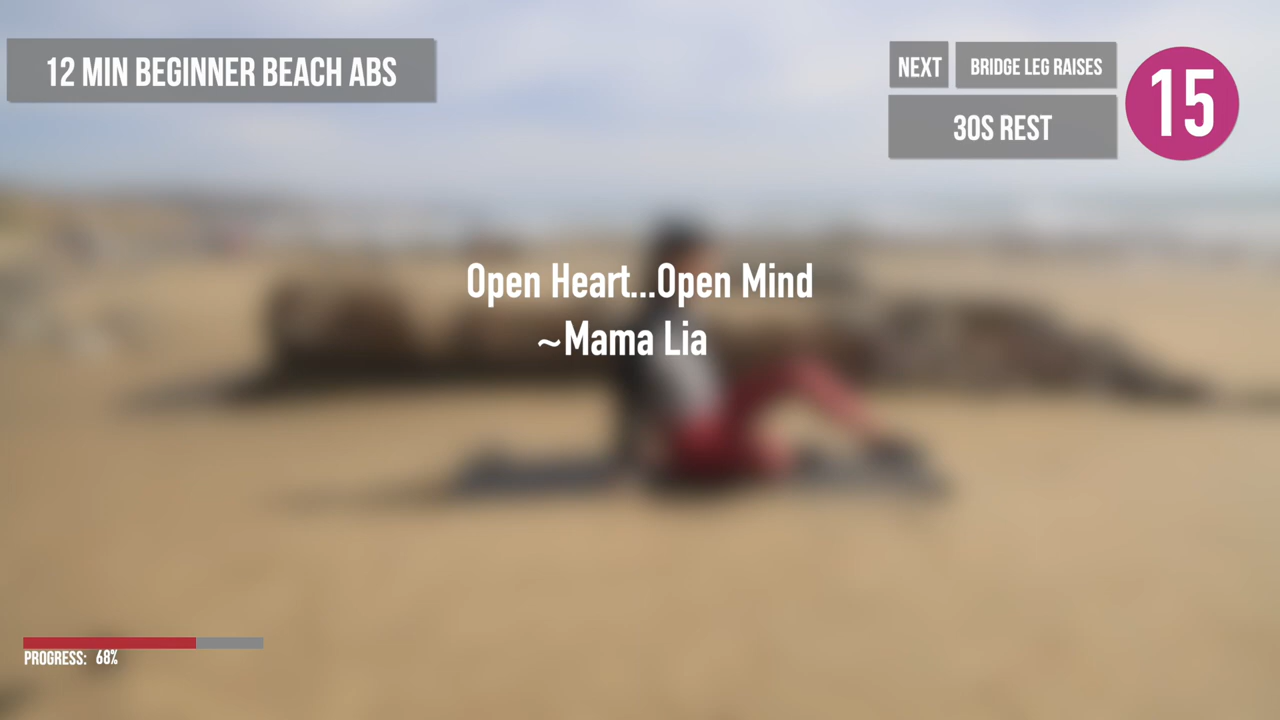 12 MIN BEGINNER BEACH ABS
NEXT
BRIDGE LEG RAISES
30S REST
15
Open Heart...Open Mind
~Mama Lia
PROGRESS: 68%